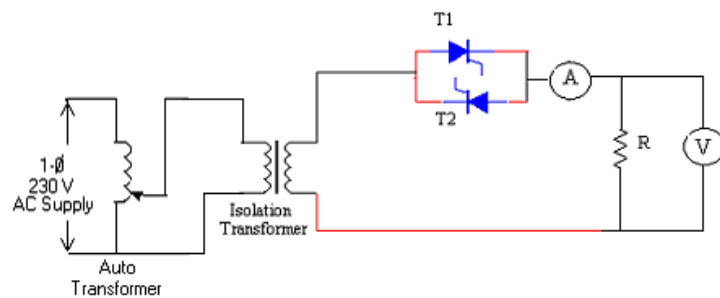 T1
A
T2
R
V
1-Ø
230 V
AC Supply
Isolation
Transformer
Auto
Transformer